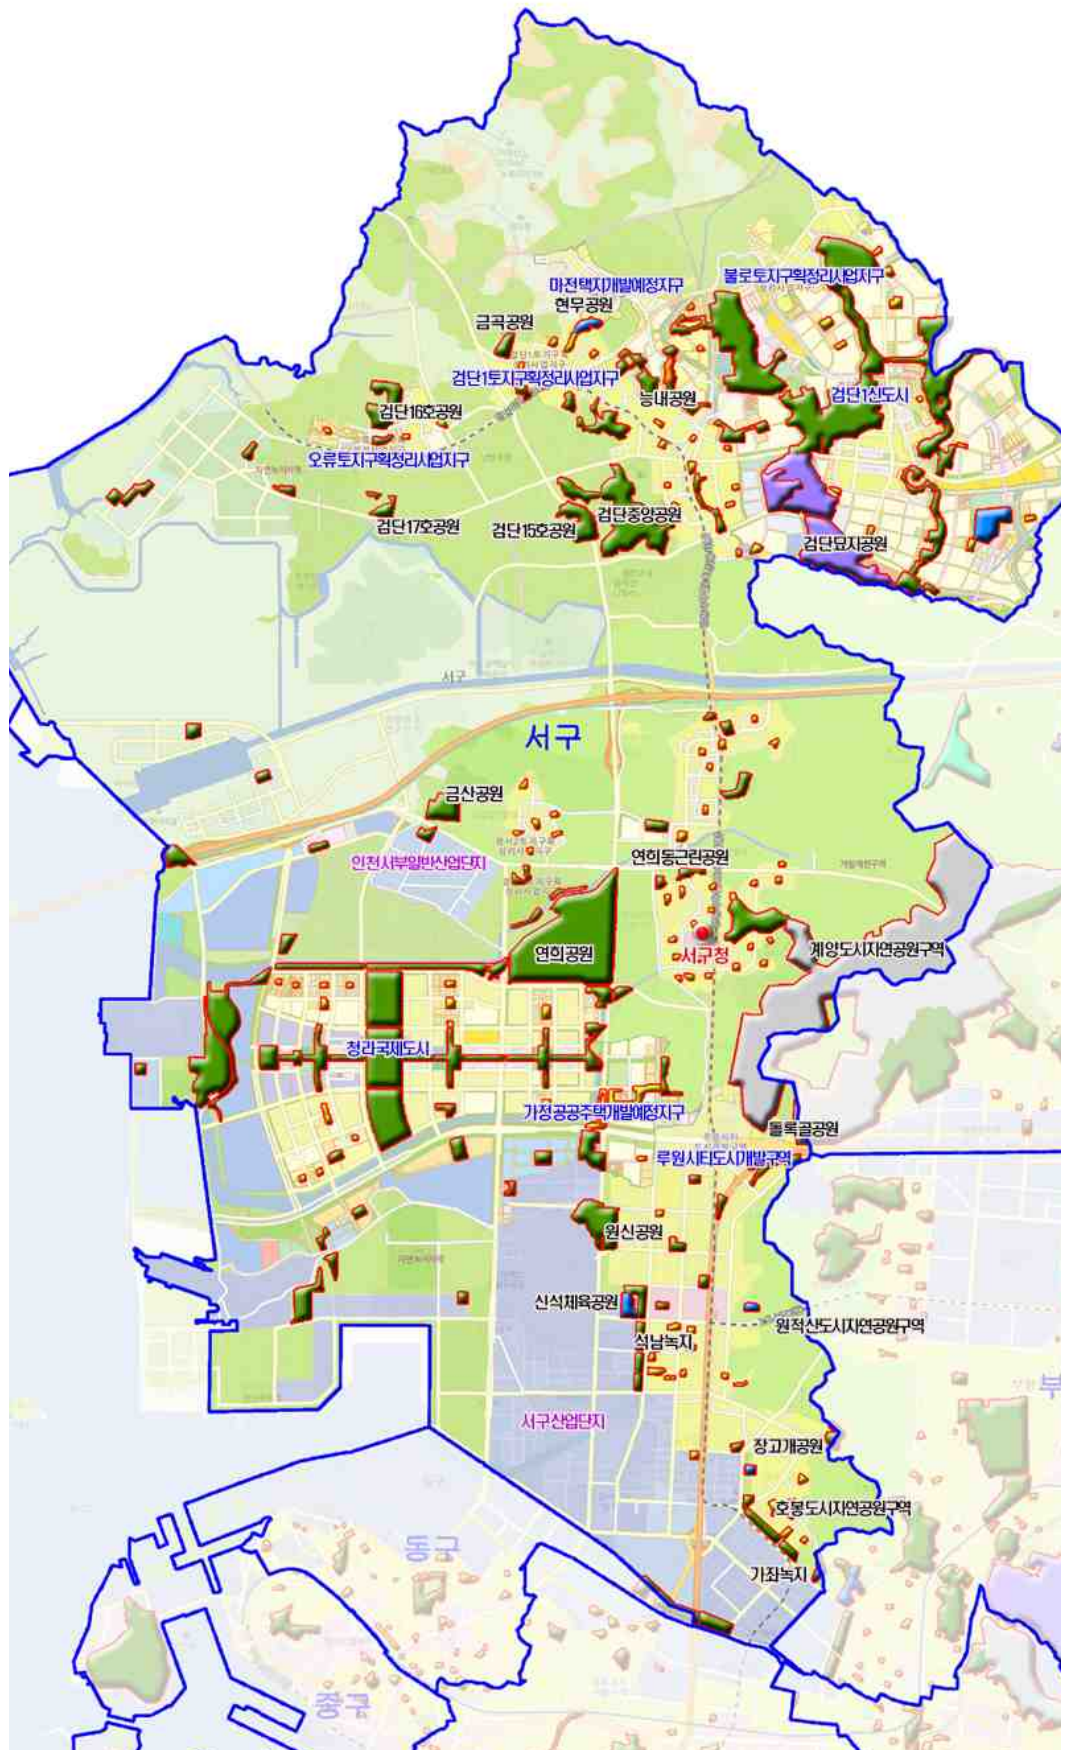 불로토지구획정리사업지구
마전택지개발예정지구
현무공원
금곡공원
검단1토지구획정리사업지구
능내공원
검단1신도시
검단16호공원
오류토지구획정리사업지구
검단17호공원
검단15호공원
검단중앙공원
검단묘지공원
서구
서구
금산공원
인천서부일반산업단지
연희동근린공원
서구청
연희공원
계양도시자연공원구역
청라국제도시
가정공공주택개발예정지구
돌록골공원
루원시티도시개발구역
원신공원
신석체육공원
원적산도시자연공원구역
석남녹지
부
서구산업단지
장고개공원
호봉도시자연공원구역
동구
가좌녹지
중구